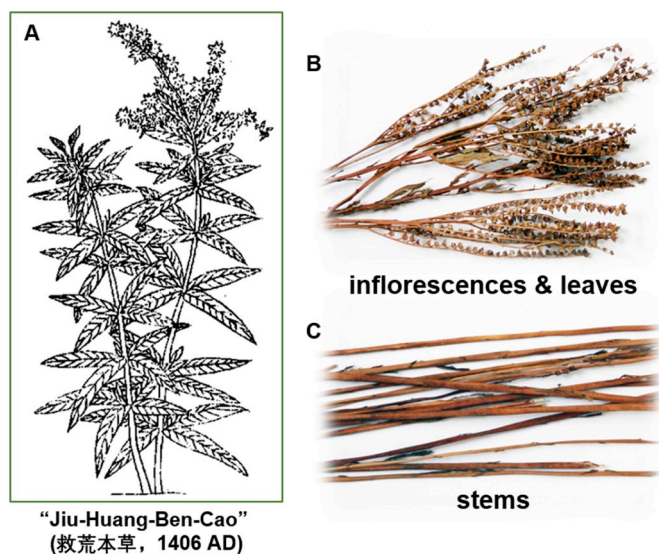 A
B
inflorescences & leaves
C
stems
“Jiu-Huang-Ben-Cao”
(救荒本草，1406 AD)